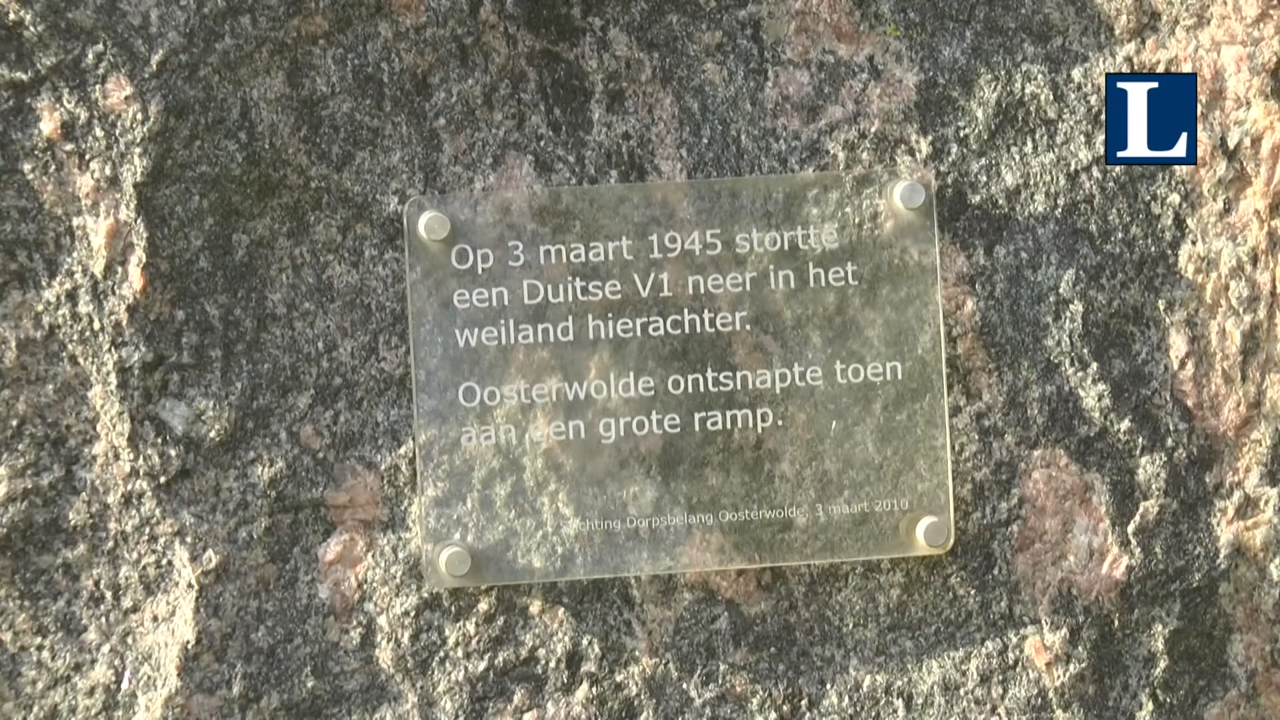 L
Op 3 maart 1945 stortte
een Duitse V1 neer in het
weiland hierachter.
Oosterwolde ontsnapte toen
aan een grote ramp.
Stichting Dorpsbelang Oosterwolde, 3 maart 2010